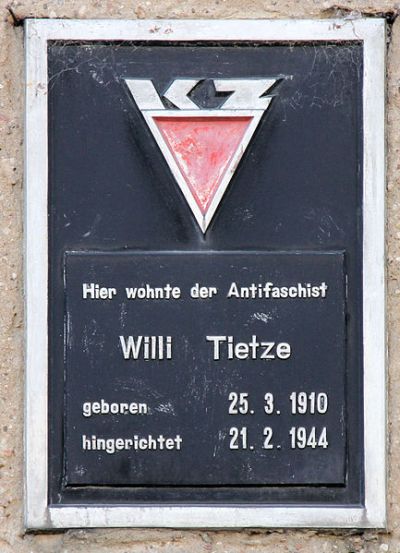 KZ
Hier wohnte der Antifaschist
Willi Tietze
geboren 25. 3. 1910
hingerichtet 21. 2. 1944